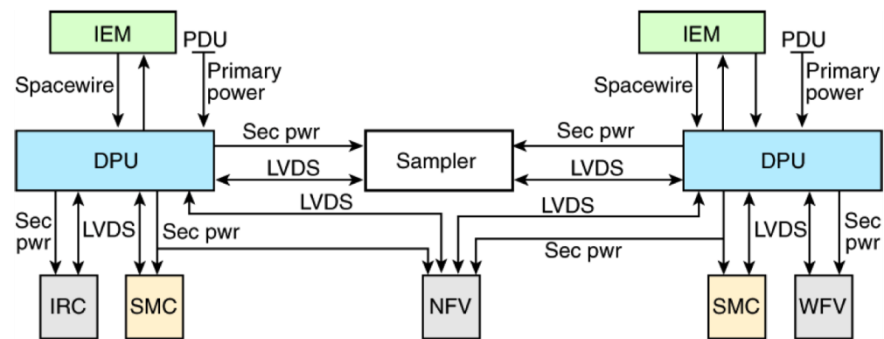 IEM
PDU
IEM
PDU
Spacewire
Primary
power
Spacewire
Primary
power
DPU
Sec pwr
Sampler
Sec pwr
DPU
LVDS
LVDS
LVDS
LVDS
Sec
pwr
LVDS
Sec pwr
Sec pwr
LVDS
Sec
pwr
IRC
SMC
NFV
SMC
WFV